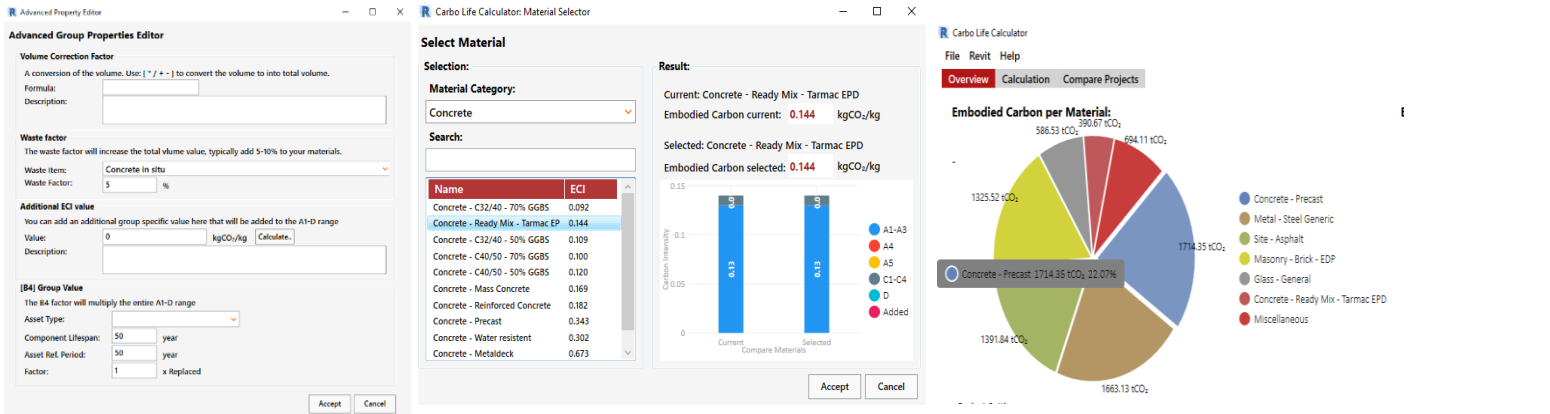 Advanced Property Editor
Advanced Group Properties Editor
Volume Correction Factor
A conversion of the volume. Use: [ * / + - ] to convert the volume to into total volume.
Formula:
Description:
Waste factor
The waste factor will increase the total vlume value, typically add 5-10% to your materials.
Waste Item: Concrete in situ
Waste Factor: 5 %
Additional ECI value
You can add an additional group specific value here that will be added to the A1-D range
Value: 0 kgCO₂/kg Calculate..
Description:
[B4] Group Value
The B4 factor will multiply the entire A1-D range
Asset Type:
Component Lifespan: 50 year
Asset Ref. Period: 50 year
Factor: 1 x Replaced
Accept Cancel
Carbo Life Calculator: Material Selector
Select Material
Selection:
Material Category:
Concrete
Search:
Name ECI
Concrete - C32/40 - 70% GGBS 0.092
Concrete - Ready Mix - Tarmac EP 0.144
Concrete - C32/40 - 50% GGBS 0.109
Concrete - C40/50 - 70% GGBS 0.100
Concrete - C40/50 - 50% GGBS 0.120
Concrete - Mass Concrete 0.169
Concrete - Reinforced Concrete 0.182
Concrete - Precast 0.343
Concrete - Water resistent 0.302
Concrete - Metaldeck 0.673
Result:
Current: Concrete - Ready Mix - Tarmac EPD
Embodied Carbon current: 0.144 kgCO₂/kg
Selected: Concrete - Ready Mix - Tarmac EPD
Embodied Carbon selected: 0.144 kgCO₂/kg
Carbon Intensity
0.15
0.1
0.05
0
0.0 0.0
0.13 0.13
Current Selected
Compare Materials
A1-A3
A4
A5
C1-C4
D
Added
Accept Cancel
Carbo Life Calculator
File Revit Help
Overview Calculation Compare Projects
Embodied Carbon per Material:
-
586.53 tCO₂
390.67 tCO₂
694.11 tCO₂
1325.52 tCO₂
1714.35 tCO₂
Concrete - Precast 1714.35 tCO₂ 22.07%
1391.84 tCO₂
1663.13 tCO₂
Concrete - Precast
Metal - Steel Generic
Site - Asphalt
Masonry - Brick - EDP
Glass - General
Concrete - Ready Mix - Tarmac EPD
Miscellaneous